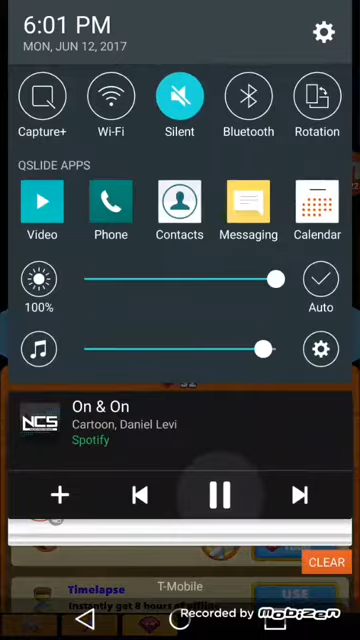 6:01 PM
MON, JUN 12, 2017
Capture+
Wi-Fi
Silent
Bluetooth
Rotation
QSLIDE APPS
Video
Phone
Contacts
Messaging
Calendar
100%
Auto
On & On
NCS
Cartoon, Daniel Levi
Spotify
CLEAR
Timelapse
T-Mobile
USE
Instantly get 8 hours of
Recorded by mobizen